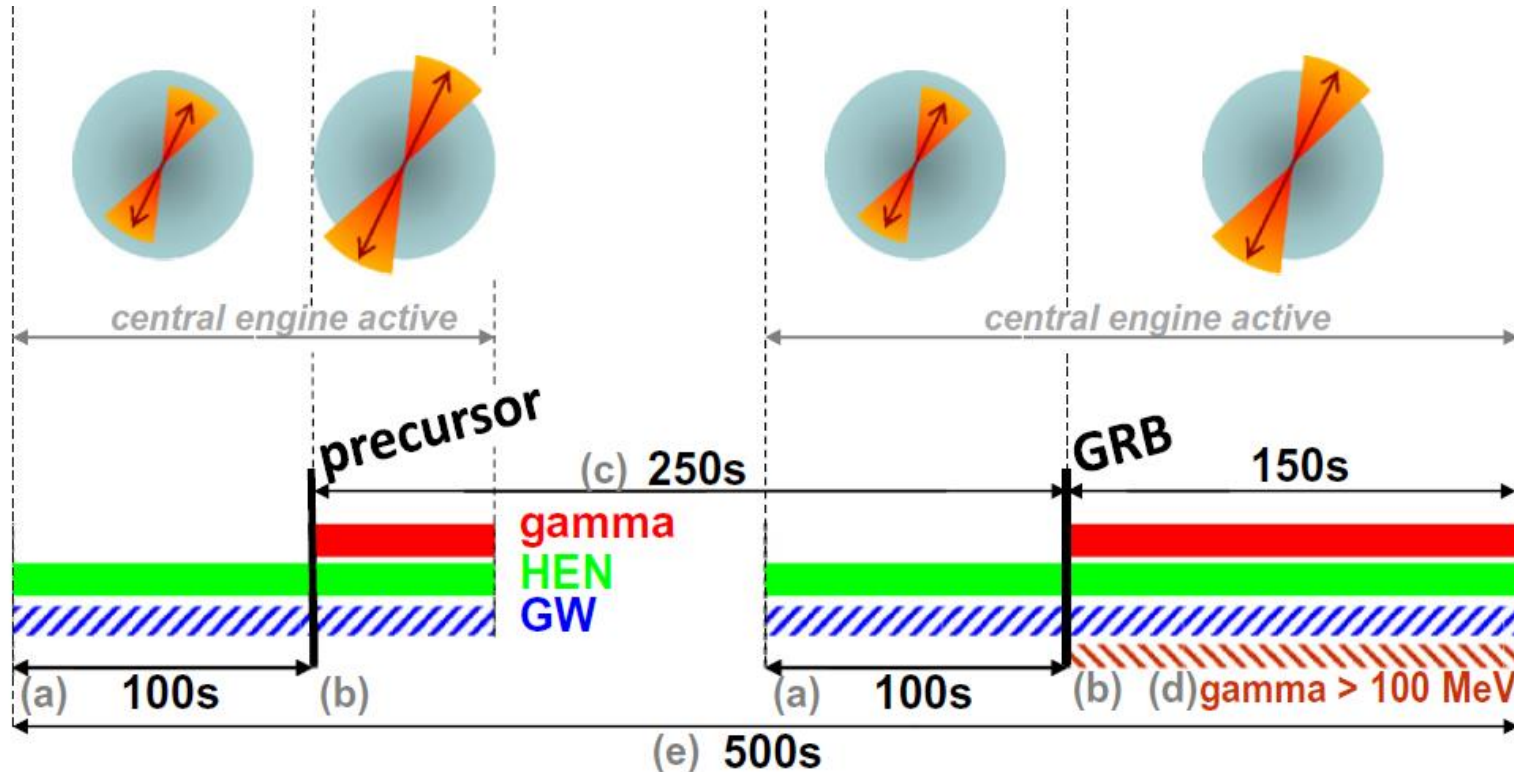 central engine active
central engine active
precursor
GRB
(c) 250s
150s
gamma
HEN
GW
(a) 100s (b)
(a) 100s (b) (d) gamma > 100 MeV
(e) 500s